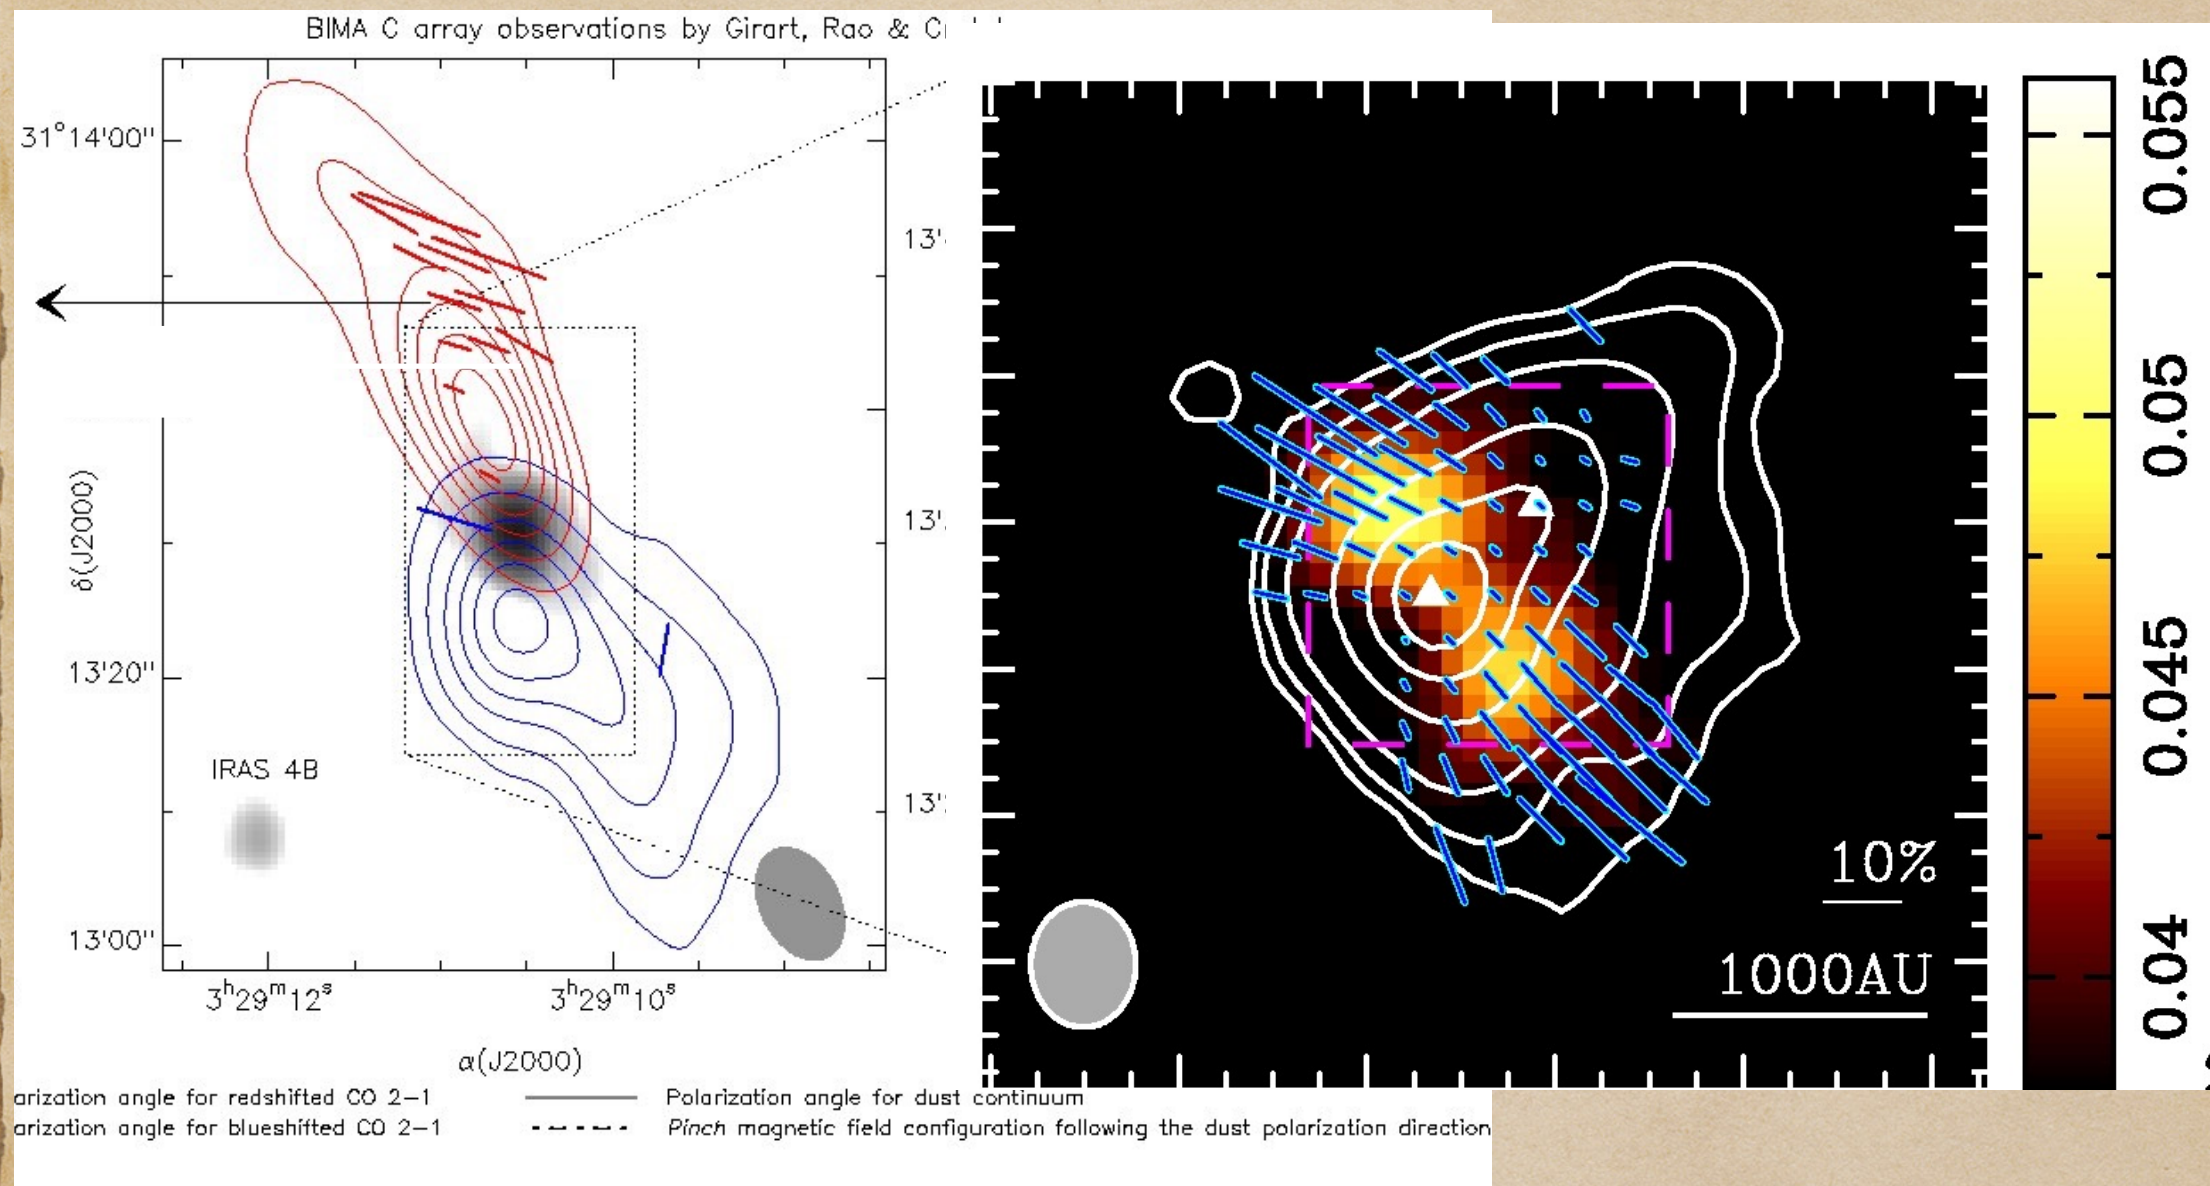 BIMA C array observations by Girart, Rao &
31°14'00"
δ(J2000)
13'20"
IRAS 4B
13'00"
3h29m12s
3h29m10s
α(J2000)
13'
13'
13'
10%
1000AU
0.055
0.05
0.045
0.04
arization angle for redshifted CO 2-1
Polarization angle for dust continuum
arization angle for blueshifted CO 2-1
Pinch magnetic field configuration following the dust polarization direction